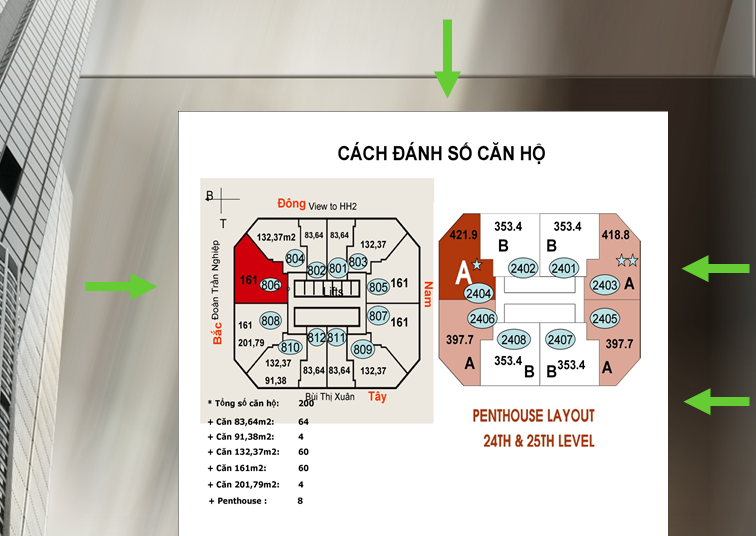 CÁCH ĐÁNH SỐ CĂN HỘ
B
T
Đông View to HH2
Bắc Đoàn Trần Nghiệp
Nam
132,37m2
83,64
83,64
132,37
804
802
801
803
161
806
Lifts
805
161
161
201,79
808
807
161
810
812
811
809
132,37
91,38
83,64
83,64
132,37
Bùi Thị Xuân Tây
421.9
353.4
B
353.4
B
418.8
A
2402
2401
2403
A
2404
2406
2405
397.7
A
2408
2407
353.4
B
B
353.4
397.7
A
PENTHOUSE LAYOUT
24TH & 25TH LEVEL
* Tổng số căn hộ: 200
+ Căn 83,64m2: 64
+ Căn 91,38m2: 4
+ Căn 132,37m2: 60
+ Căn 161m2: 60
+ Căn 201,79m2: 4
+ Penthouse : 8